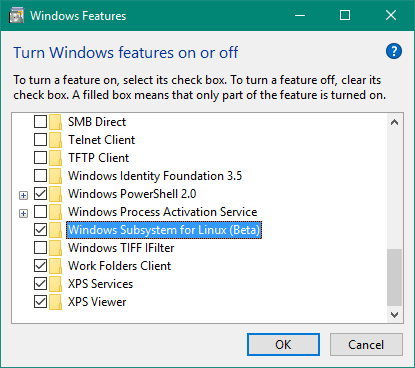 Windows Features
Turn Windows features on or off
?
To turn a feature on, select its check box. To turn a feature off, clear its
check box. A filled box means that only part of the feature is turned on.
SMB Direct
Telnet Client
TFTP Client
Windows Identity Foundation 3.5
Windows PowerShell 2.0
Windows Process Activation Service
Windows Subsystem for Linux (Beta)
Windows TIFF IFilter
Work Folders Client
XPS Services
XPS Viewer
OK
Cancel